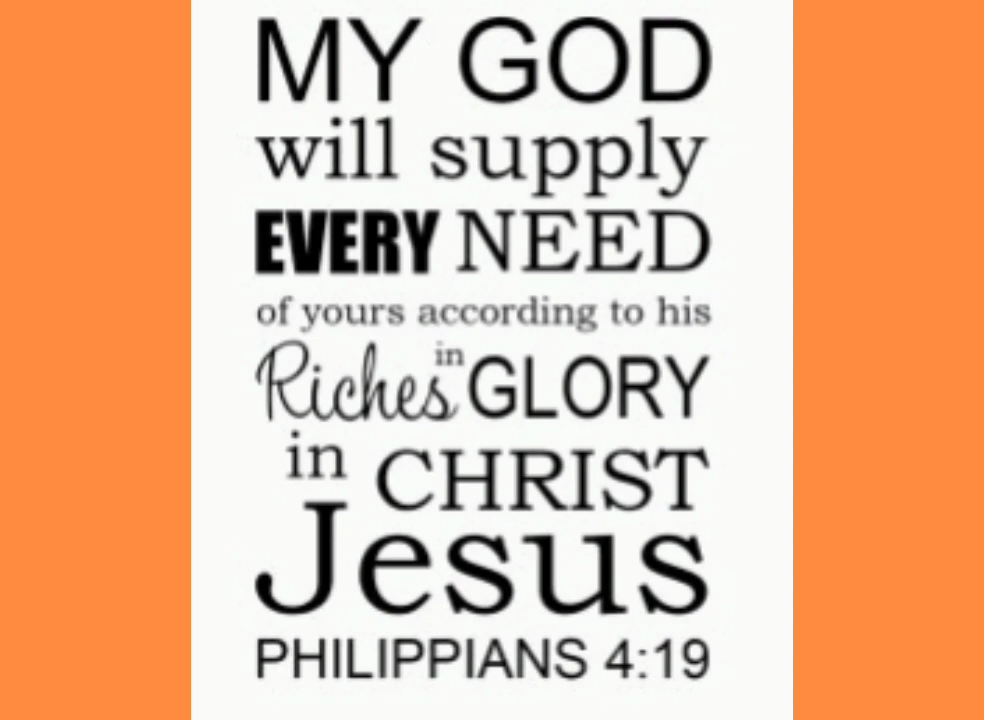 MY GOD
will supply
EVERY NEED
of yours according to his
Riches in GLORY
in CHRIST
Jesus
PHILIPPIANS 4:19